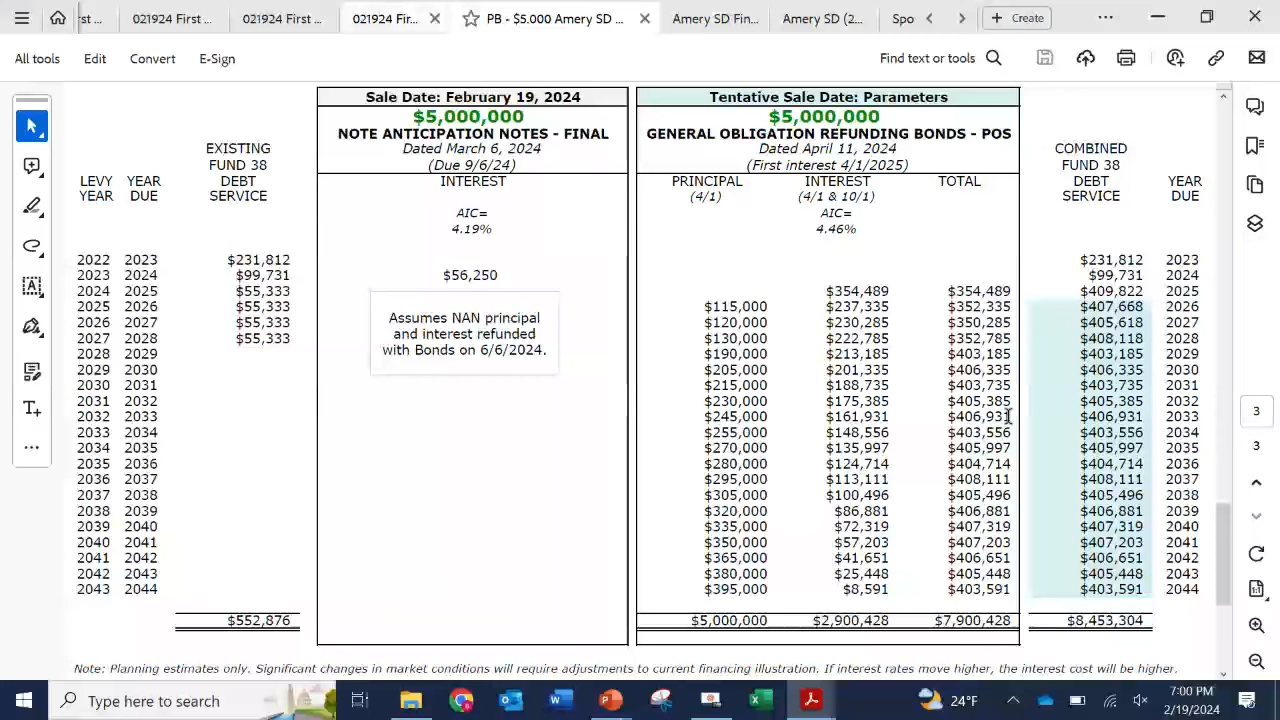 st ... 021924 First ... 021924 First ... 021924 Fir... PB - $5.000 Amery SD ... Amery SD Fin... Amery SD (2... Spo Create
All tools Edit Convert E-Sign Find text or tools
Sale Date: February 19, 2024 Tentative Sale Date: Parameters
$5,000,000 $5,000,000
NOTE ANTICIPATION NOTES - FINAL GENERAL OBLIGATION REFUNDING BONDS - POS
EXISTING Dated March 6, 2024 Dated April 11, 2024 COMBINED
FUND 38 (Due 9/6/24) (First interest 4/1/2025) FUND 38
LEVY YEAR DEBT INTEREST PRINCIPAL INTEREST TOTAL DEBT YEAR
YEAR DUE SERVICE (4/1) (4/1 & 10/1) SERVICE DUE
AIC= AIC=
4.19% 4.46%
2022 2023 $231,812 $231,812 2023
2023 2024 $99,731 $56,250 $99,731 2024
2024 2025 $55,333 $354,489 $354,489 $409,822 2025
2025 2026 $55,333 $115,000 $237,335 $352,335 $407,668 2026
2026 2027 $55,333 Assumes NAN principal $120,000 $230,285 $350,285 $405,618 2027
2027 2028 $55,333 and interest refunded $130,000 $222,785 $352,785 $408,118 2028
2028 2029 with Bonds on 6/6/2024. $190,000 $213,185 $403,185 $403,185 2029
2029 2030 $205,000 $201,335 $406,335 $406,335 2030
2030 2031 $215,000 $188,735 $403,735 $403,735 2031
2031 2032 $230,000 $175,385 $405,385 $405,385 2032
2032 2033 $245,000 $161,931 $406,931 $406,931 2033
2033 2034 $255,000 $148,556 $403,556 $403,556 2034
2034 2035 $270,000 $135,997 $405,997 $405,997 2035
2035 2036 $280,000 $124,714 $404,714 $404,714 2036
2036 2037 $295,000 $113,111 $408,111 $408,111 2037
2037 2038 $305,000 $100,496 $405,496 $405,496 2038
2038 2039 $320,000 $86,881 $406,881 $406,881 2039
2039 2040 $335,000 $72,319 $407,319 $407,319 2040
2040 2041 $350,000 $57,203 $407,203 $407,203 2041
2041 2042 $365,000 $41,651 $406,651 $406,651 2042
2042 2043 $380,000 $25,448 $405,448 $405,448 2043
2043 2044 $395,000 $8,591 $403,591 $403,591 2044
$552,876 $5,000,000 $2,900,428 $7,900,428 $8,453,304
Note: Planning estimates only. Significant changes in market conditions will require adjustments to current financing illustration. If interest rates move higher, the interest cost will be higher.
3
3
Type here to search 24°F 7:00 PM
2/19/2024